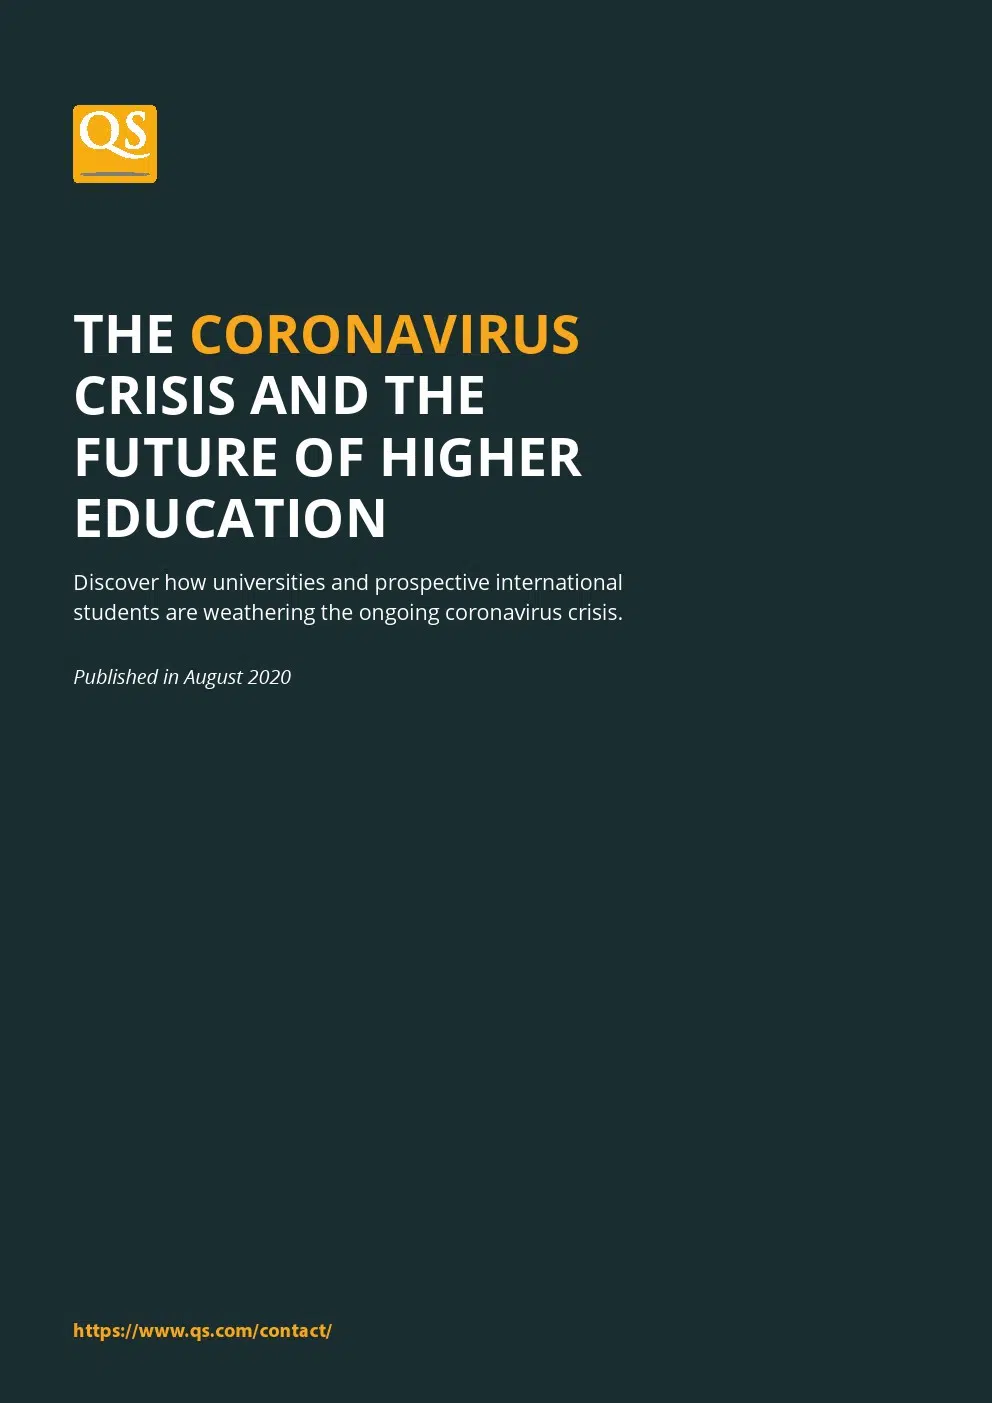 QS
THE CORONAVIRUS
CRISIS AND THE
FUTURE OF HIGHER
EDUCATION
Discover how universities and prospective international
students are weathering the ongoing coronavirus crisis.
Published in August 2020
https://www.qs.com/contact/